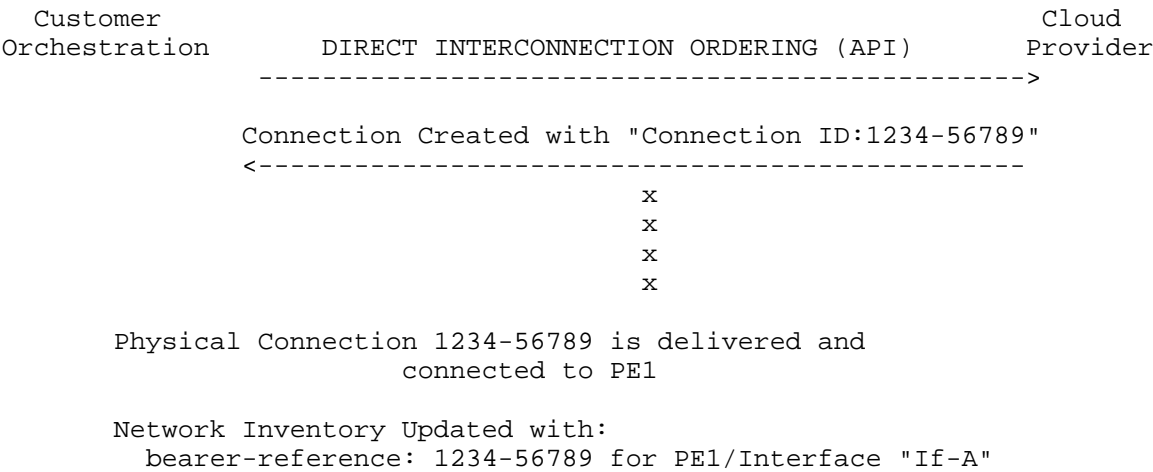 Customer Cloud
Orchestration DIRECT INTERCONNECTION ORDERING (API) Provider
------------------------------------------------>
Connection Created with "Connection ID:1234-56789"
<------------------------------------------------
x
x
x
x
Physical Connection 1234-56789 is delivered and
connected to PE1
Network Inventory Updated with:
bearer-reference: 1234-56789 for PE1/Interface "If-A"